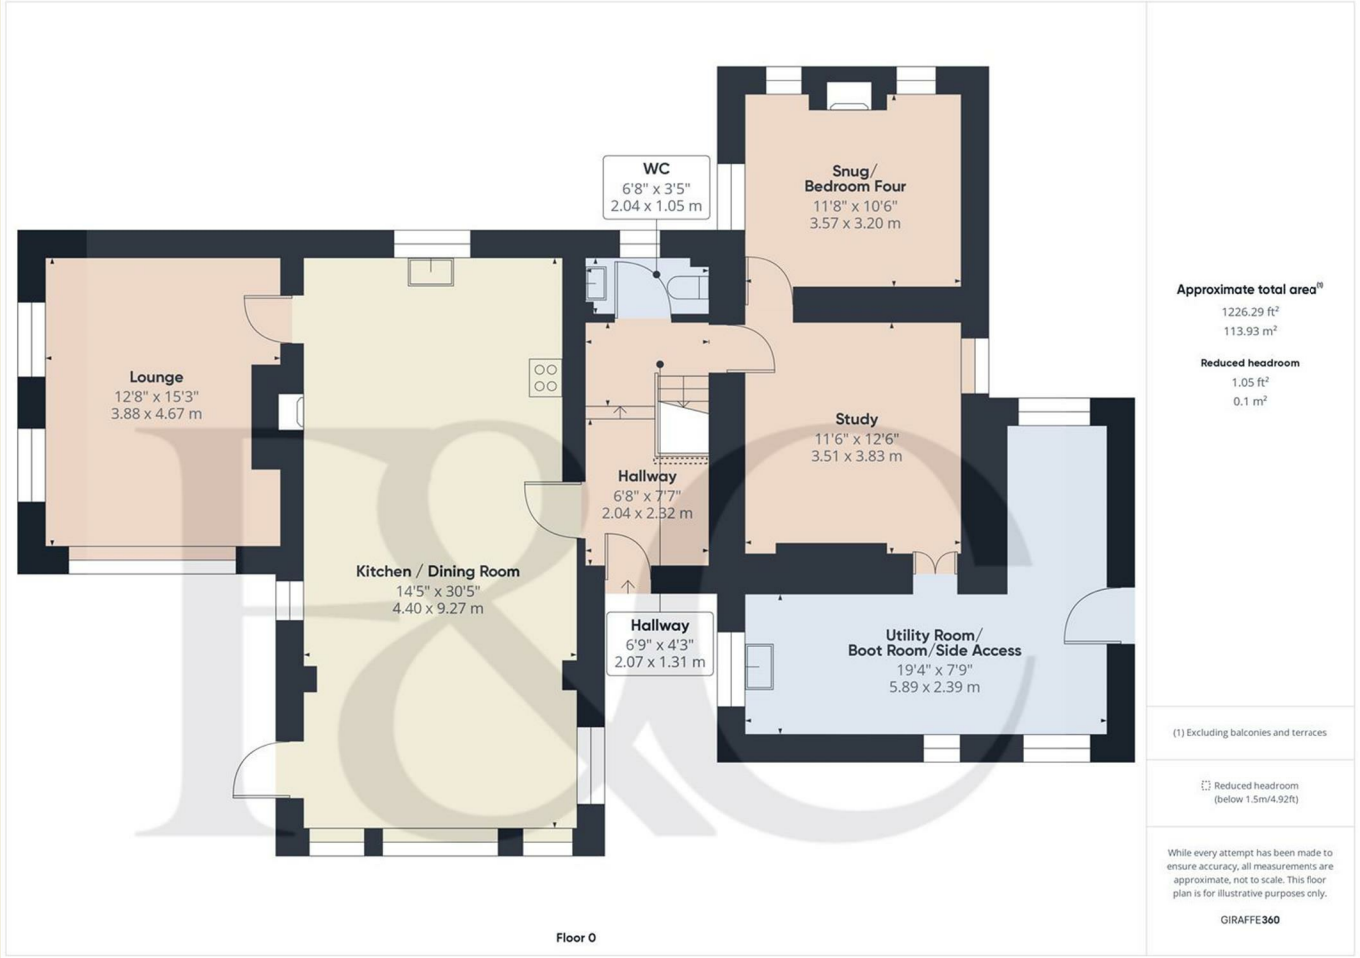 WC
6'8" x 3'5"
2.04 x 1.05 m
Snug/
Bedroom Four
11'8" x 10'6"
3.57 x 3.20 m
Lounge
12'8" x 15'3"
3.88 x 4.67 m
Study
11'6" x 12'6"
3.51 x 3.83 m
Hallway
6'8" x 7'7"
2.04 x 2.32 m
Kitchen / Dining Room
14'5" x 30'5"
4.40 x 9.27 m
Hallway
6'9" x 4'3"
2.07 x 1.31 m
Utility Room/
Boot Room/Side Access
19'4" x 7'9"
5.89 x 2.39 m
F&C
Floor 0
Approximate total area(1)
1226.29 ft²
113.93 m²
Reduced headroom
1.05 ft²
0.1 m²
(1) Excluding balconies and terraces
Reduced headroom
(below 1.5m/4.92ft)
While every attempt has been made to
ensure accuracy, all measurements are
approximate, not to scale. This floor
plan is for illustrative purposes only.
GIRAFFE360